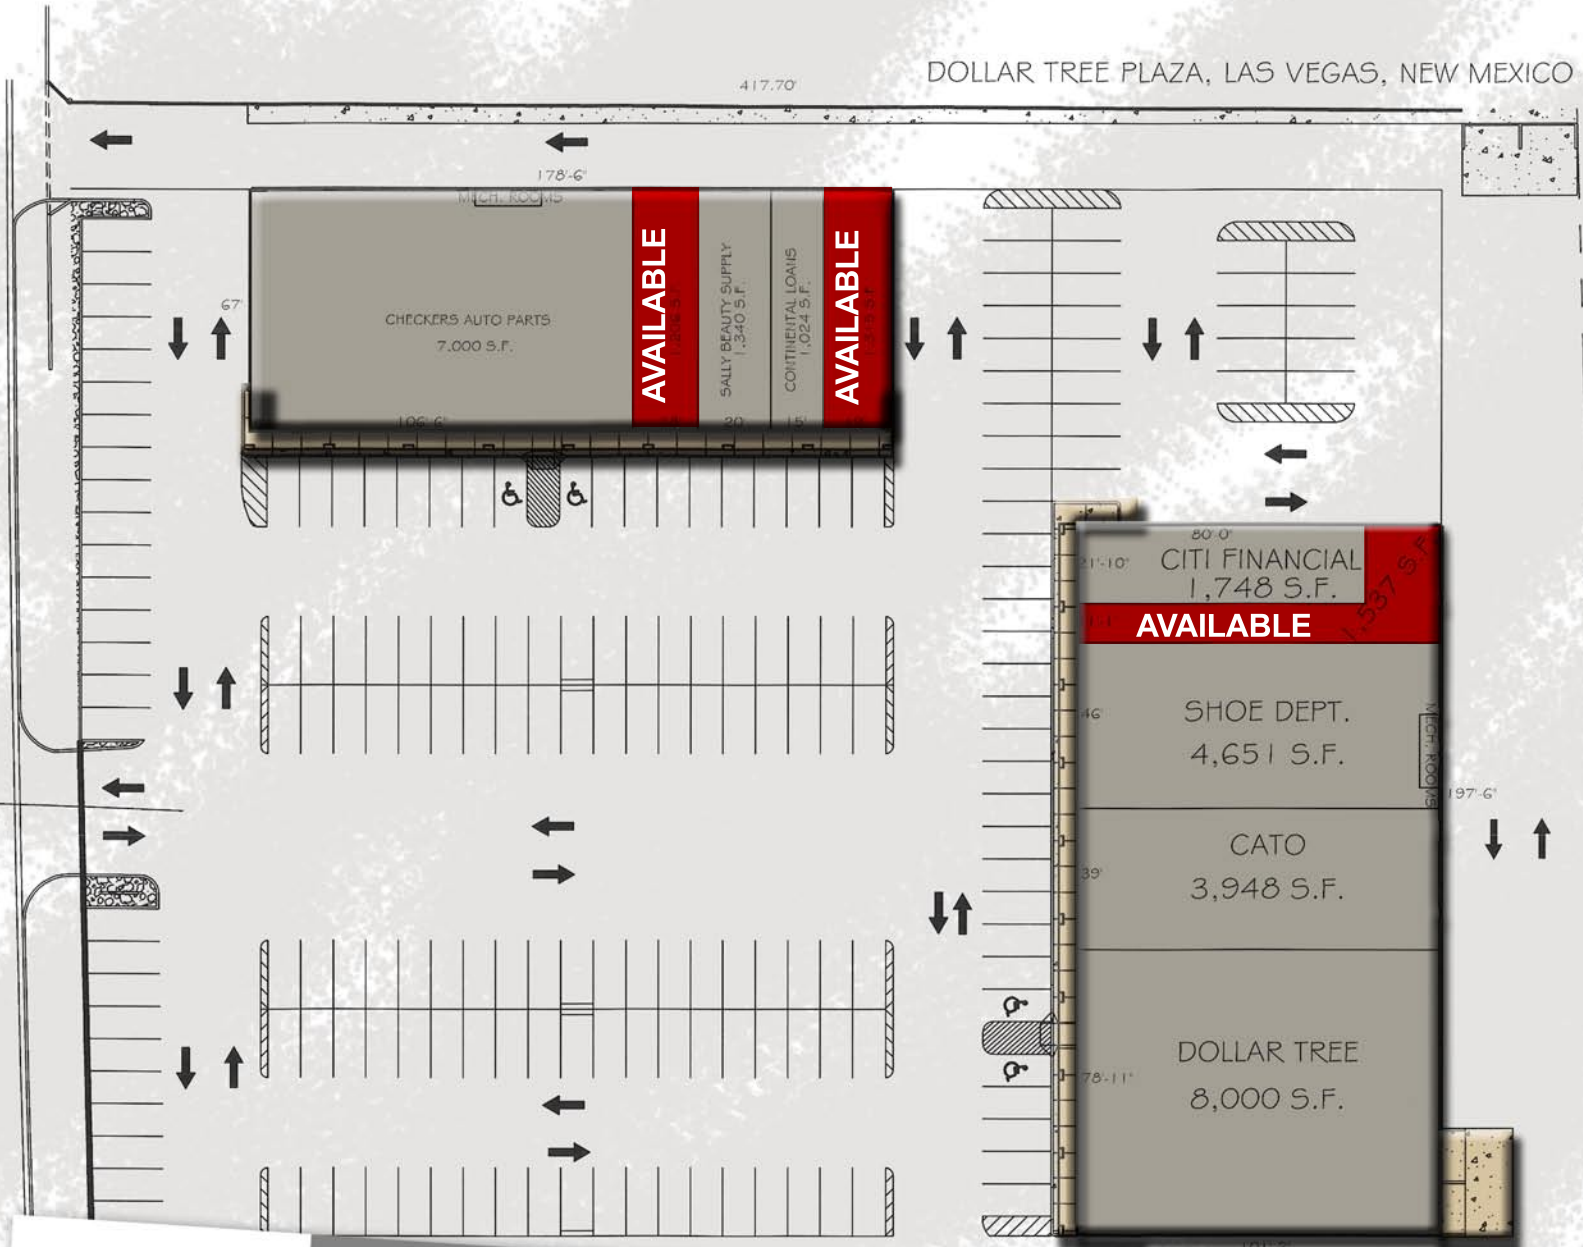 DOLLAR TREE PLAZA, LAS VEGAS, NEW MEXICO
417.70'
178'-6"
MECH. ROOMS
67'
CHECKERS AUTO PARTS
7,000 S.F.
106'-6"
AVAILABLE
SALLY BEAUTY SUPPLY
1,340 S.F.
20'
CONTINENTAL LOANS
1,024 S.F.
15'
AVAILABLE
80'-0"
21'-10"
CITI FINANCIAL
1,748 S.F.
1,537 S.F.
AVAILABLE
46'
SHOE DEPT.
4,651 S.F.
MECH. ROOMS
197'-6"
39'
CATO
3,948 S.F.
78'-11"
DOLLAR TREE
8,000 S.F.